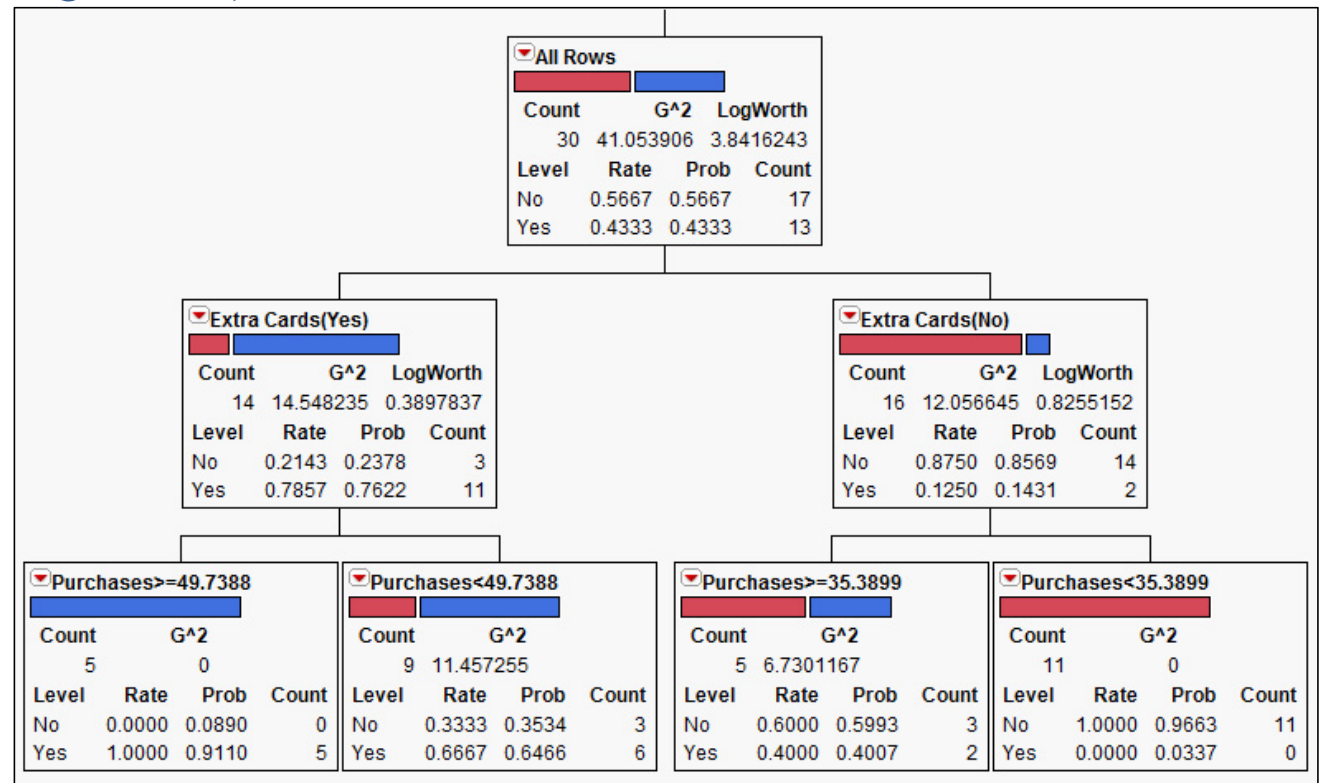 All Rows
Count G^2 LogWorth
30 41.053906 3.8416243
Level Rate Prob Count
No 0.5667 0.5667 17
Yes 0.4333 0.4333 13
Extra Cards(Yes)
Count G^2 LogWorth
14 14.548235 0.3897837
Level Rate Prob Count
No 0.2143 0.2378 3
Yes 0.7857 0.7622 11
Extra Cards(No)
Count G^2 LogWorth
16 12.056645 0.8255152
Level Rate Prob Count
No 0.8750 0.8569 14
Yes 0.1250 0.1431 2
Purchases>=49.7388
Count G^2
5 0
Level Rate Prob Count
No 0.0000 0.0890 0
Yes 1.0000 0.9110 5
Purchases<49.7388
Count G^2
9 11.457255
Level Rate Prob Count
No 0.3333 0.3534 3
Yes 0.6667 0.6466 6
Purchases>=35.3899
Count G^2
5 6.7301167
Level Rate Prob Count
No 0.6000 0.5993 3
Yes 0.4000 0.4007 2
Purchases<35.3899
Count G^2
11 0
Level Rate Prob Count
No 1.0000 0.9663 11
Yes 0.0000 0.0337 0